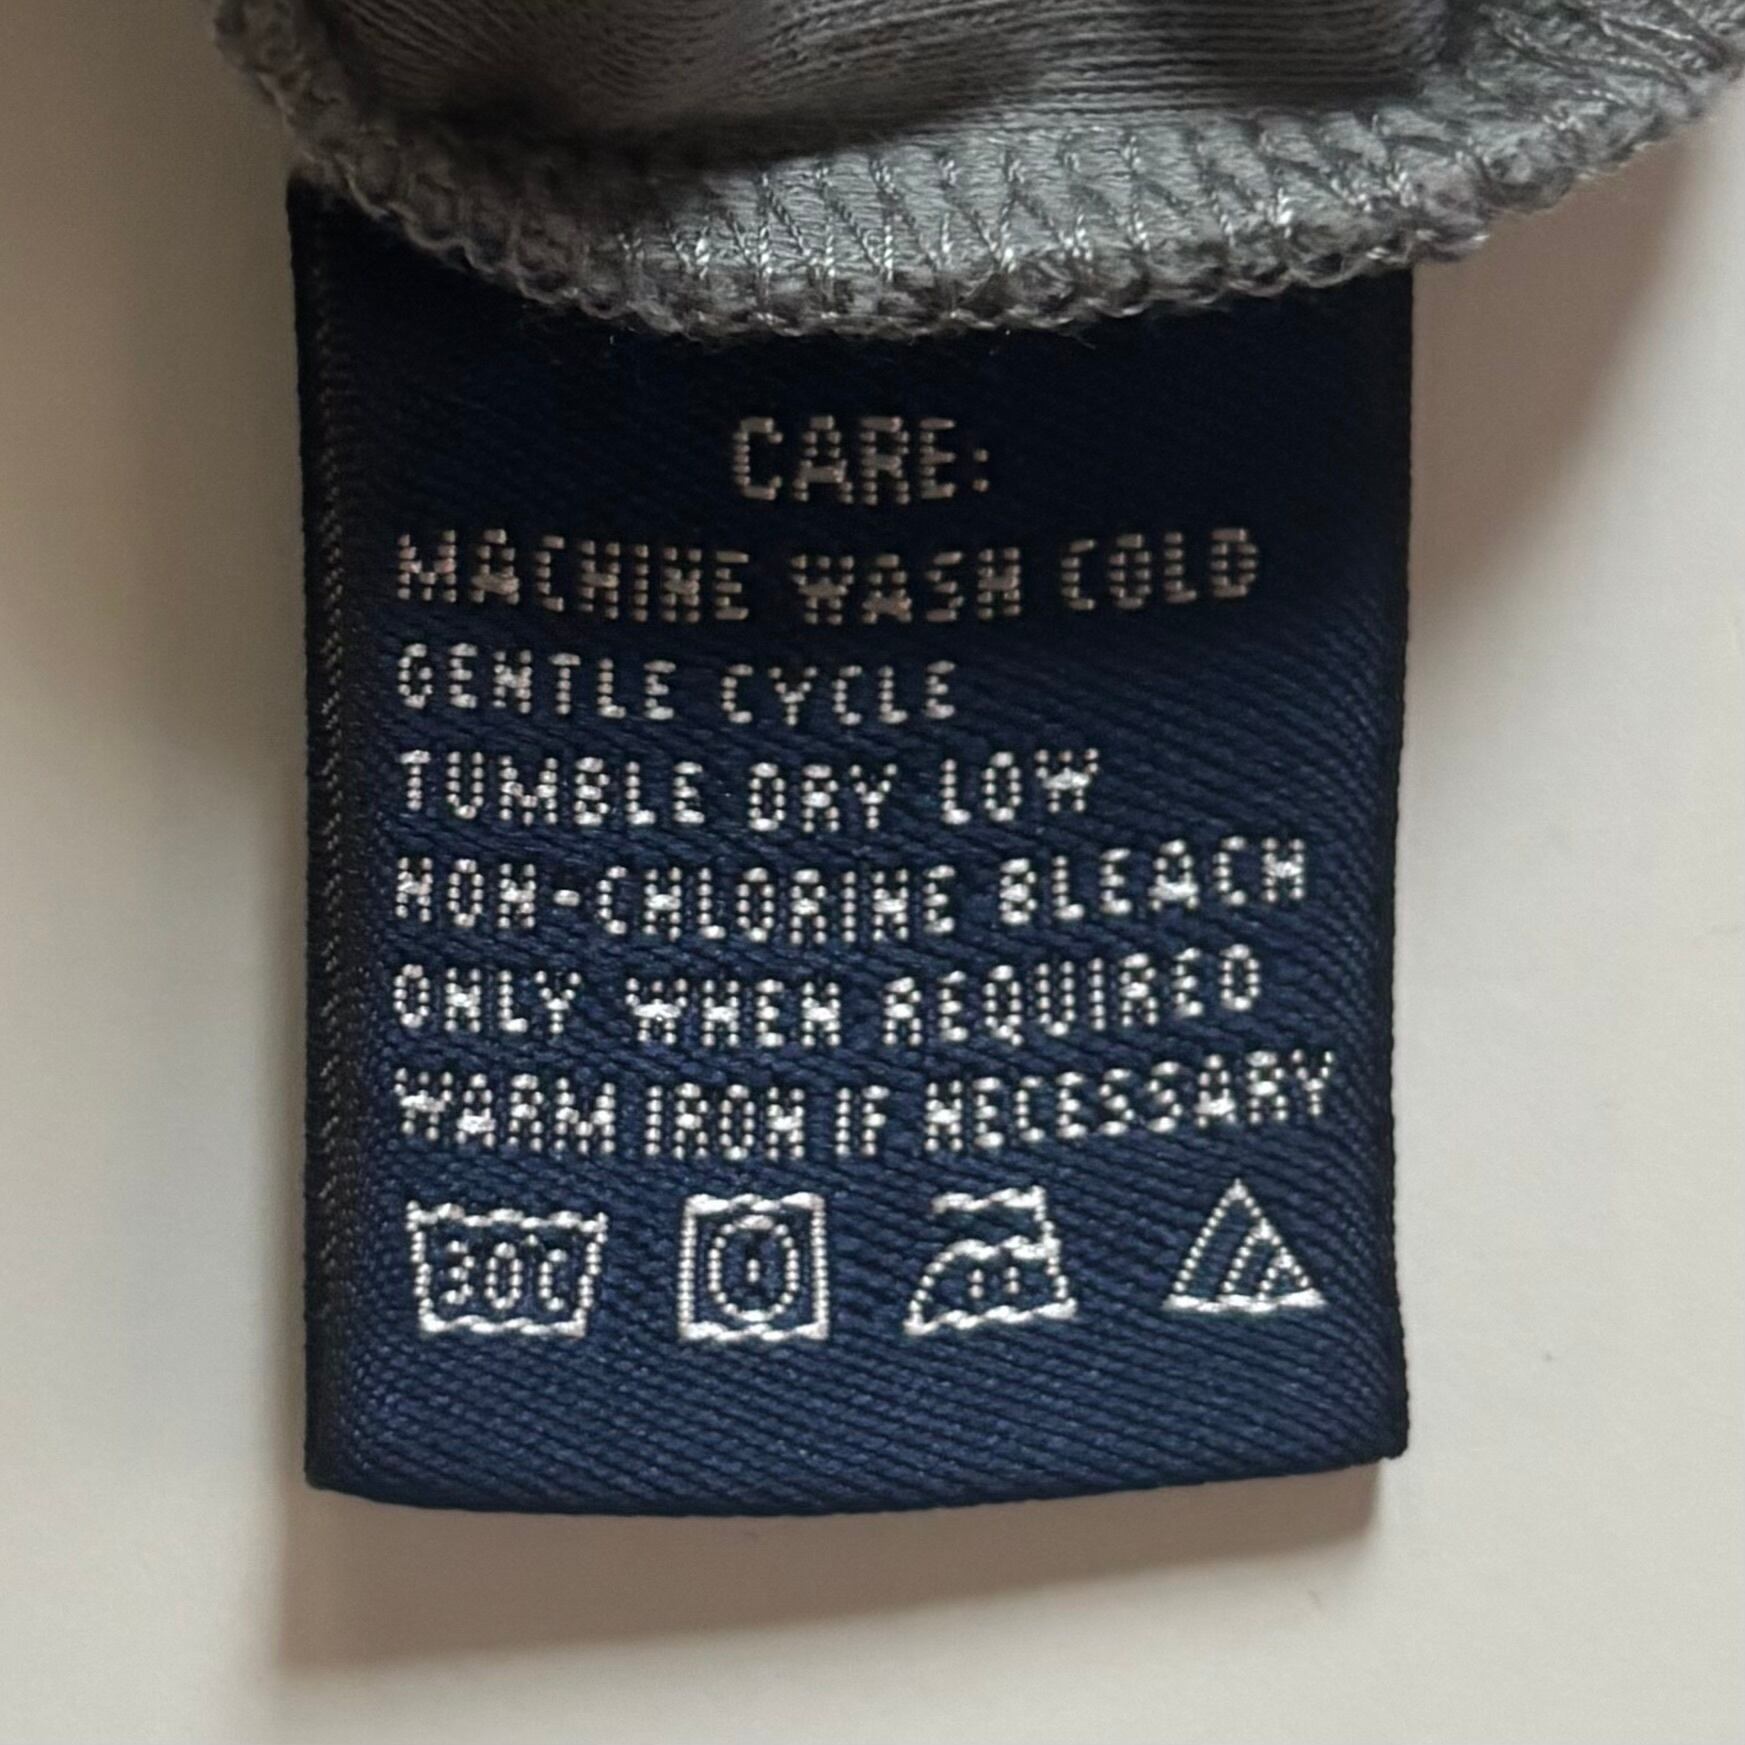 CARE:
MACHINE WASH COLD
GENTLE CYCLE
TUMBLE DRY LOW
NON-CHLORINE BLEACH
ONLY WHEN REQUIRED
WARM IRON IF NECESSARY
30C